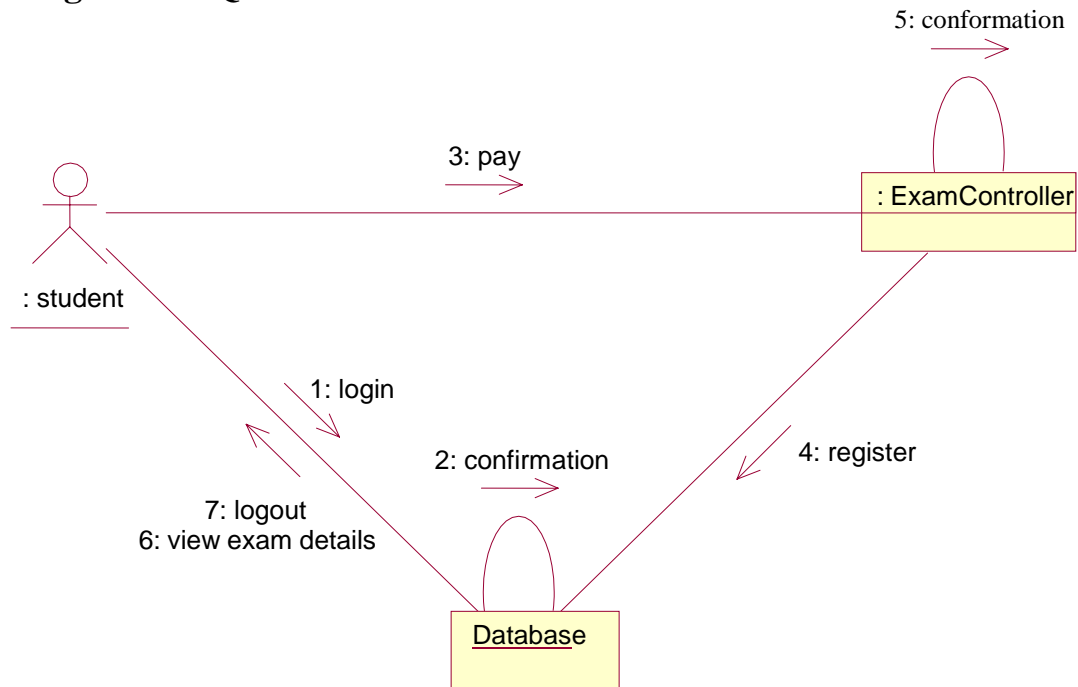 5: conformation
3: pay
: ExamController
: student
1: login
2: confirmation
4: register
7: logout
6: view exam details
Database